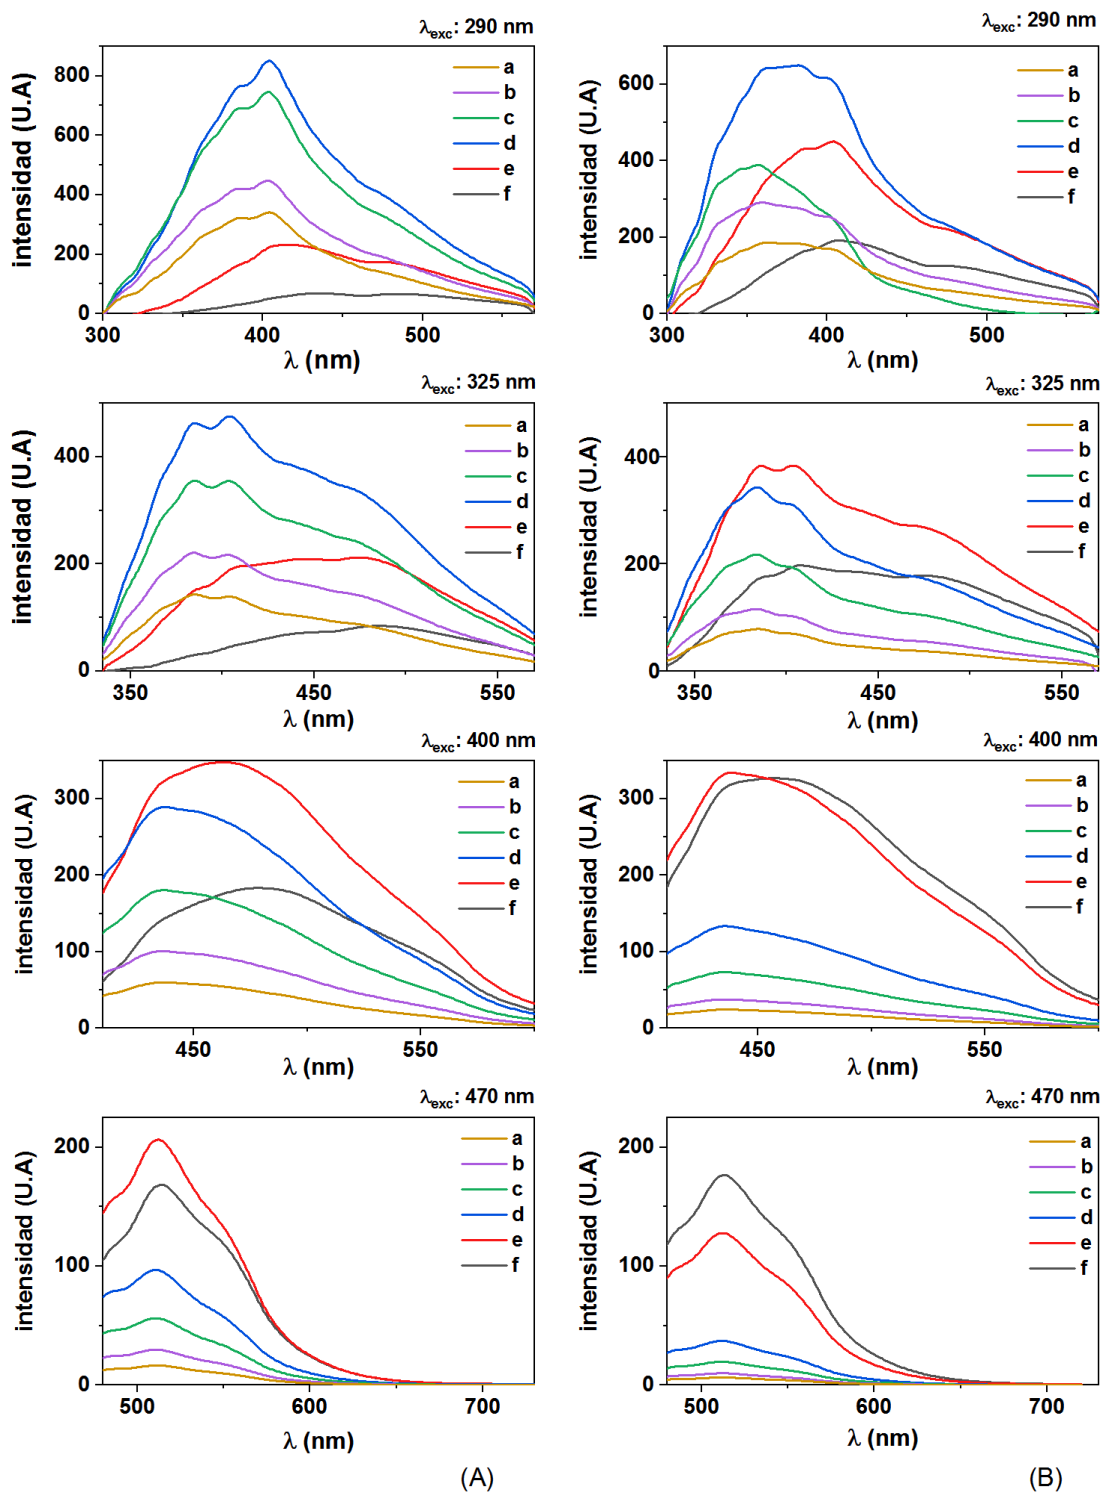 λexc: 290 nm
intensidad (U.A)
800
600
400
200
0
a
b
c
d
e
f
300
400
500
λ (nm)
λexc: 290 nm
intensidad (U.A)
600
400
200
0
a
b
c
d
e
f
300
400
500
λ (nm)
λexc: 325 nm
intensidad (U.A)
400
200
0
a
b
c
d
e
f
350
450
550
λ (nm)
λexc: 325 nm
intensidad (U.A)
400
200
0
a
b
c
d
e
f
350
450
550
λ (nm)
λexc: 400 nm
intensidad (U.A)
300
200
100
0
a
b
c
d
e
f
450
550
λ (nm)
λexc: 400 nm
intensidad (U.A)
300
200
100
0
a
b
c
d
e
f
450
550
λ (nm)
λexc: 470 nm
intensidad (U.A)
200
100
0
a
b
c
d
e
f
500
600
700
λ (nm)
λexc: 470 nm
intensidad (U.A)
200
100
0
a
b
c
d
e
f
500
600
700
λ (nm)
(A)
(B)